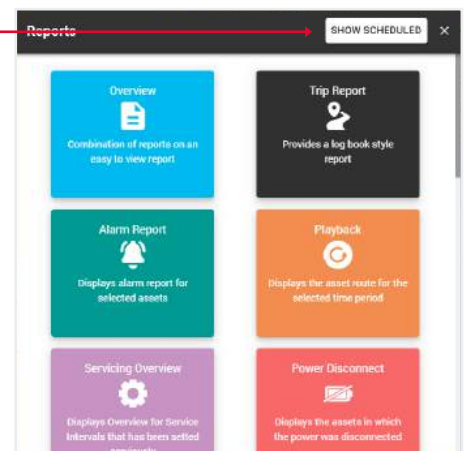 Reports
SHOW SCHEDULED
×
Overview
Combination of reports on an
easy to view report
Trip Report
Provides a log book style
report
Alarm Report
Displays alarm report for
selected assets
Playback
Displays the asset route for the
selected time period
Servicing Overview
Displays Overview for Service
Intervals that has been setted
previously
Power Disconnect
Displays the assets in which
the power was disconnected